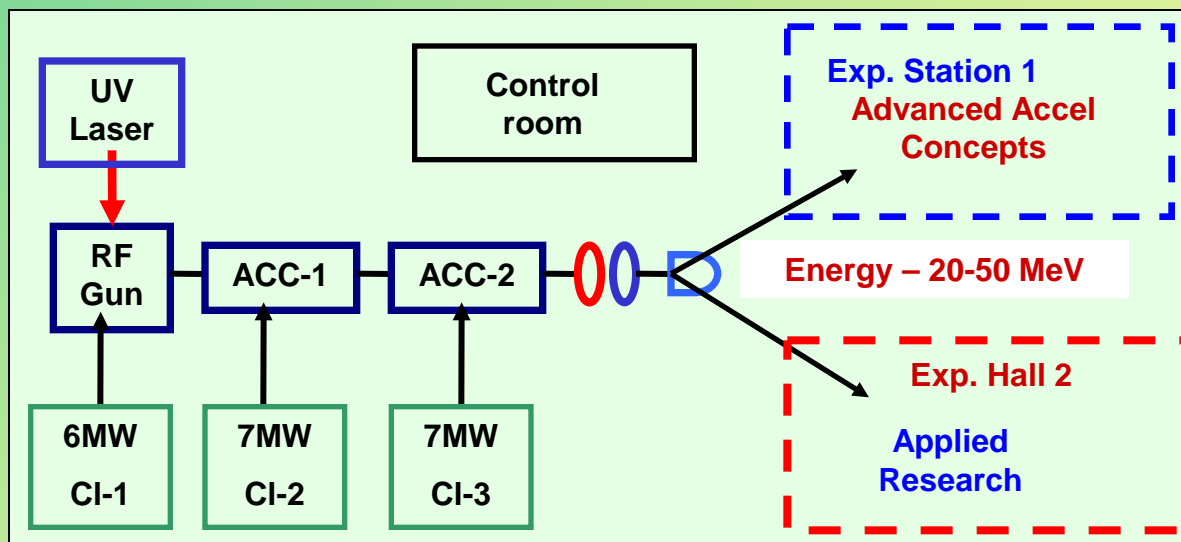 UV
Laser
Control
room
Exp. Station 1
Advanced Accel
Concepts
RF
Gun
ACC-1
ACC-2
Energy – 20-50 MeV
6MW
CI-1
7MW
CI-2
7MW
CI-3
Exp. Hall 2
Applied
Research